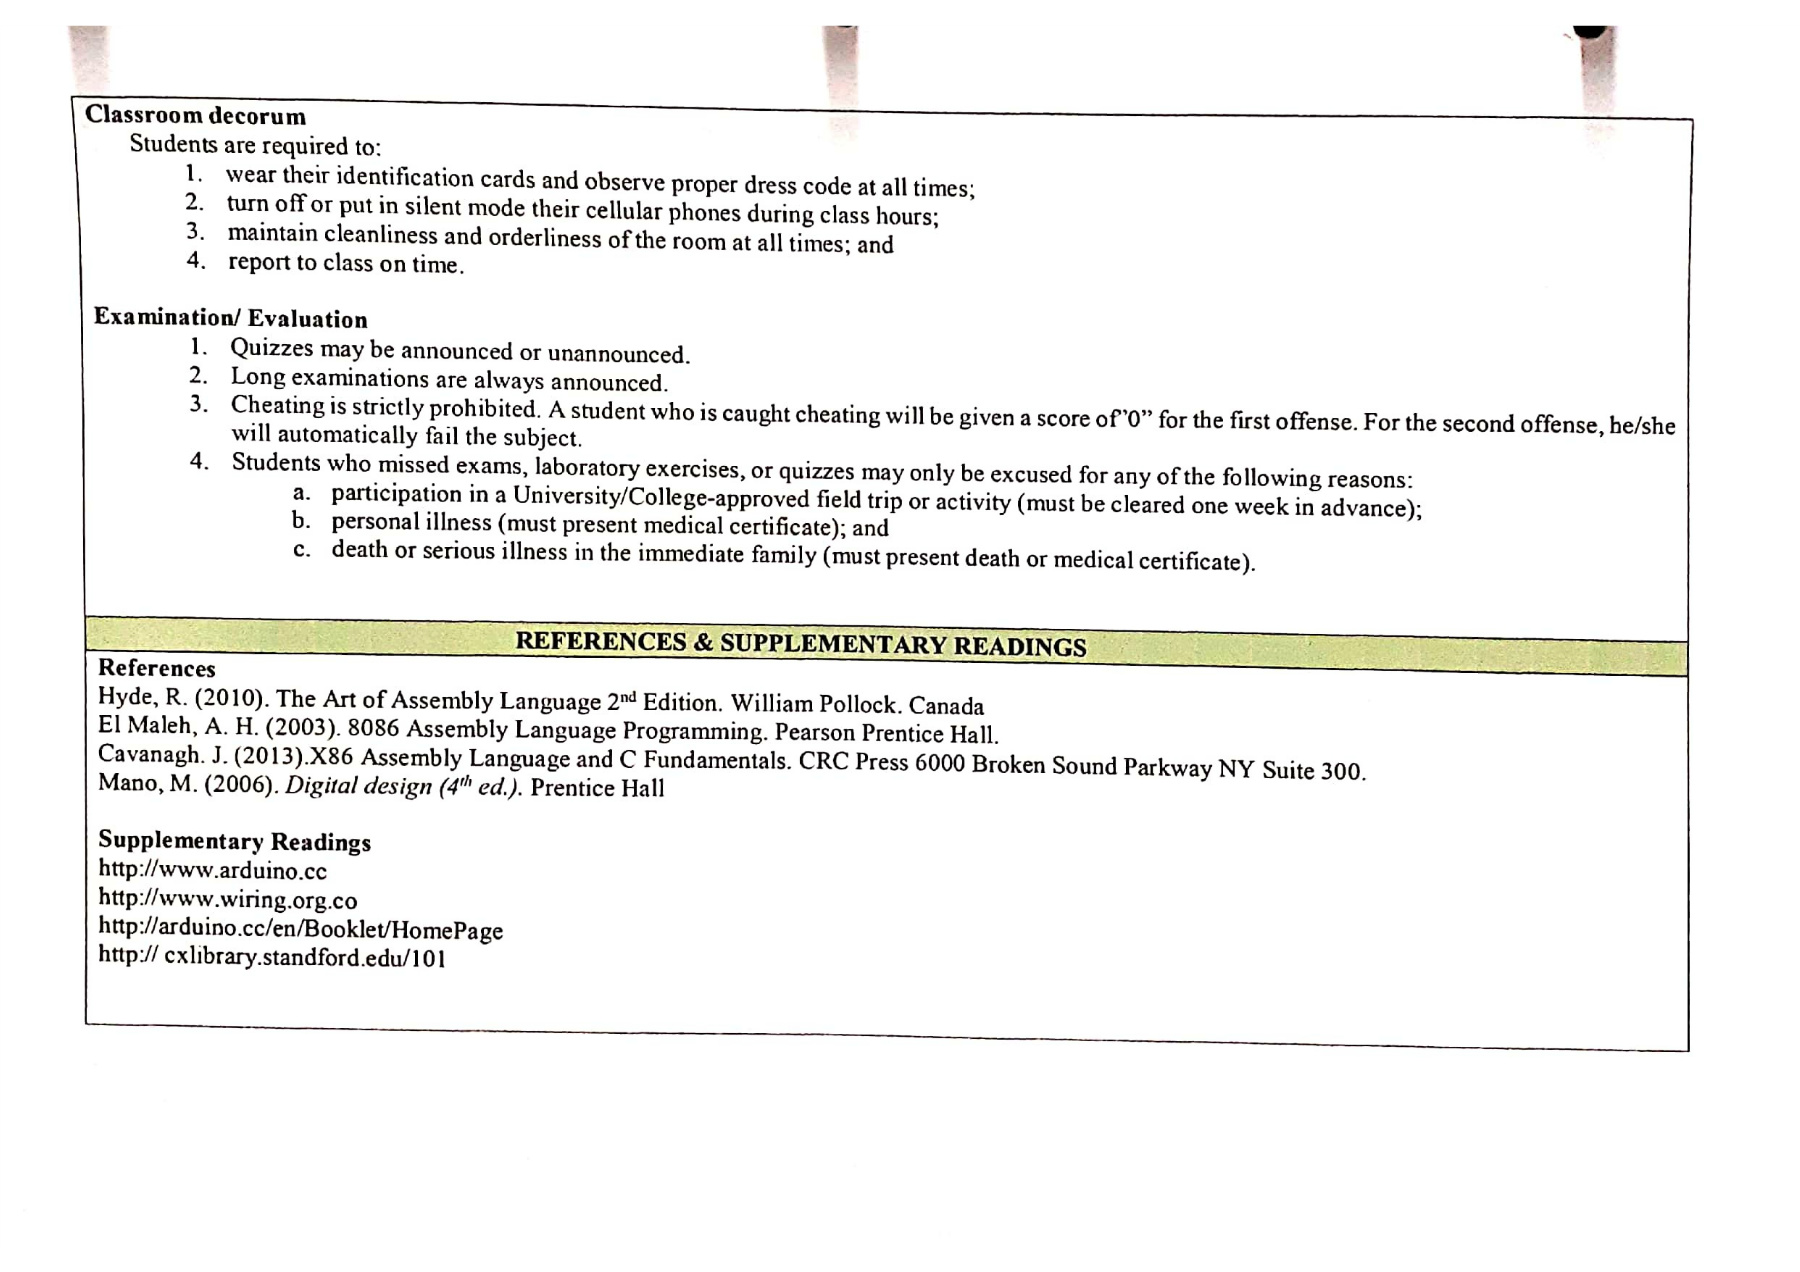 Classroom decorum
Students are required to:
1. wear their identification cards and observe proper dress code at all times;
2. turn off or put in silent mode their cellular phones during class hours;
3. maintain cleanliness and orderliness of the room at all times; and
4. report to class on time.
Examination/ Evaluation
1. Quizzes may be announced or unannounced.
2. Long examinations are always announced.
3. Cheating is strictly prohibited. A student who is caught cheating will be given a score of"0” for the first offense. For the second offense, he/she
will automatically fail the subject.
4. Students who missed exams, laboratory exercises, or quizzes may only be excused for any of the following reasons:
a. participation in a University/College-approved field trip or activity (must be cleared one week in advance);
b. personal illness (must present medical certificate); and
c. death or serious illness in the immediate family (must present death or medical certificate).
REFERENCES & SUPPLEMENTARY READINGS
References
Hyde, R. (2010). The Art of Assembly Language 2nd Edition. William Pollock. Canada
El Maleh, A. H. (2003). 8086 Assembly Language Programming. Pearson Prentice Hall.
Cavanagh. J. (2013).X86 Assembly Language and C Fundamentals. CRC Press 6000 Broken Sound Parkway NY Suite 300.
Mano, M. (2006). Digital design (4th ed.). Prentice Hall
Supplementary Readings
http://www.arduino.cc
http://www.wiring.org.co
http://arduino.cc/en/Booklet/HomePage
http:// cxlibrary.standford.edu/101